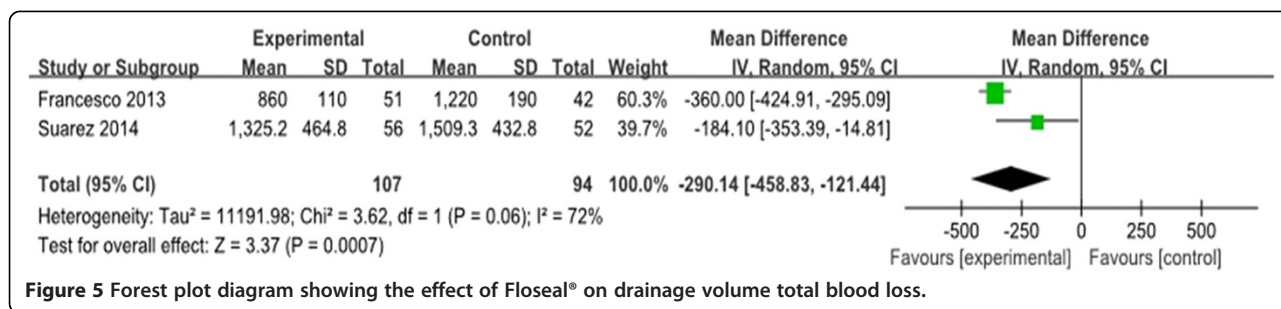 Experimental Control Mean Difference Mean Difference
Study or Subgroup Mean SD Total Mean SD Total Weight IV, Random, 95% CI IV, Random, 95% CI
Francesco 2013 860 110 51 1,220 190 42 60.3% -360.00 [-424.91, -295.09]
Suarez 2014 1,325.2 464.8 56 1,509.3 432.8 52 39.7% -184.10 [-353.39, -14.81]
Total (95% CI) 107 94 100.0% -290.14 [-458.83, -121.44]
Heterogeneity: Tau² = 11191.98; Chi² = 3.62, df = 1 (P = 0.06); I² = 72%
Test for overall effect: Z = 3.37 (P = 0.0007)
-500 -250 0 250 500
Favours [experimental] Favours [control]
Figure 5 Forest plot diagram showing the effect of Floseal® on drainage volume total blood loss.